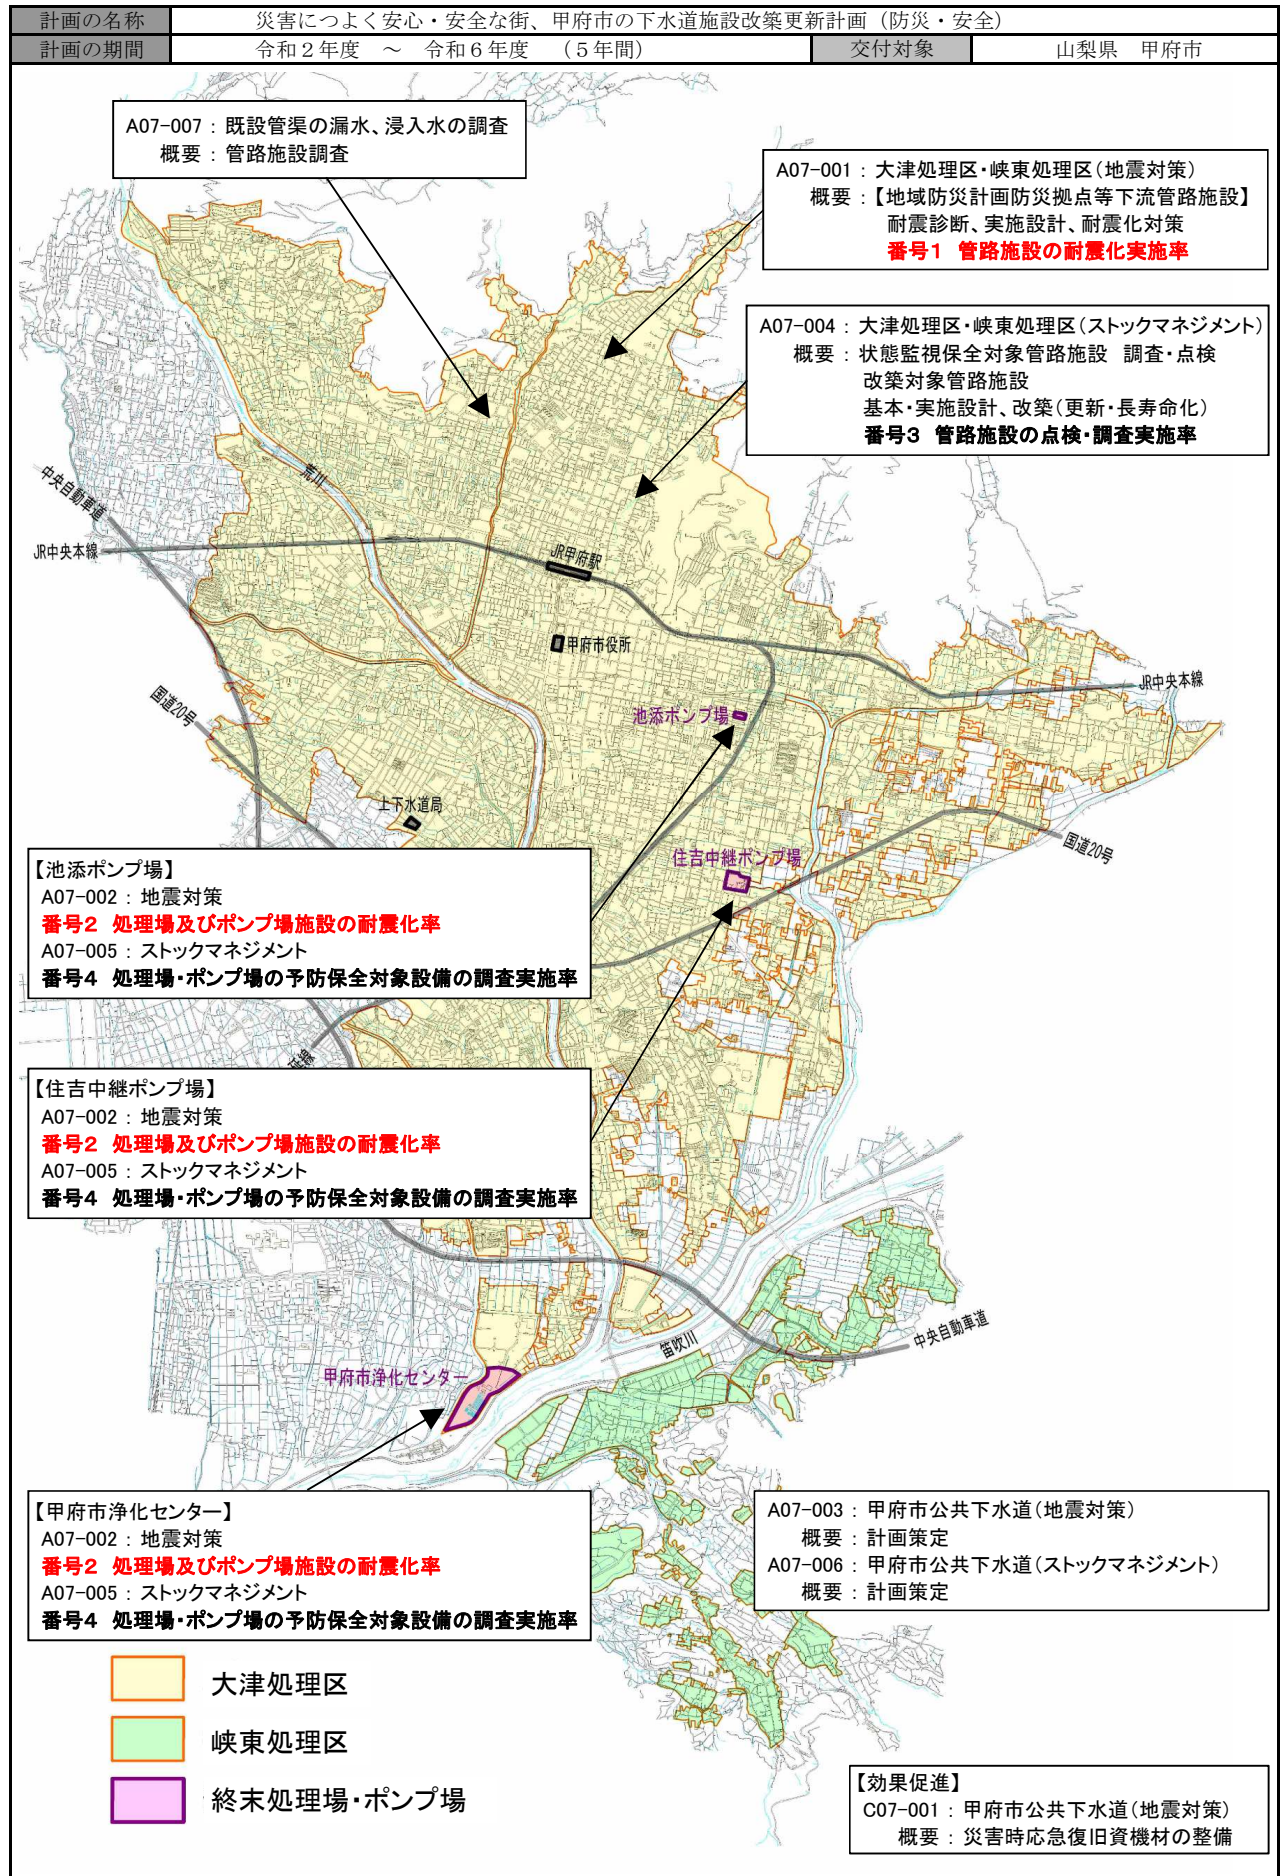 計画の名称 災害につよく安心・安全な街、甲府市の下水道施設改築更新計画（防災・安全）
計画の期間 令和２年度 ～ 令和６年度 （５年間） 交付対象 山梨県 甲府市
A07-007：既設管渠の漏水、浸入水の調査
概要：管路施設調査
A07-001：大津処理区・峡東処理区（地震対策）
概要：【地域防災計画防災拠点等下流管路施設】
耐震診断、実施設計、耐震化対策
番号1 管路施設の耐震化実施率
A07-004：大津処理区・峡東処理区（ストックマネジメント）
概要：状態監視保全対象管路施設 調査・点検
改築対象管路施設
基本・実施設計、改築（更新・長寿命化）
番号3 管路施設の点検・調査実施率
荒川
中央自動車道
JR中央本線
JR甲府駅
甲府市役所
JR中央本線
国道20号
池添ポンプ場
上下水道局
国道20号
住吉中継ポンプ場
【池添ポンプ場】
A07-002：地震対策
番号2 処理場及びポンプ場施設の耐震化率
A07-005：ストックマネジメント
番号4 処理場・ポンプ場の予防保全対象設備の調査実施率
【住吉中継ポンプ場】
A07-002：地震対策
番号2 処理場及びポンプ場施設の耐震化率
A07-005：ストックマネジメント
番号4 処理場・ポンプ場の予防保全対象設備の調査実施率
笛吹川
中央自動車道
甲府市浄化センター
【甲府市浄化センター】
A07-002：地震対策
番号2 処理場及びポンプ場施設の耐震化率
A07-005：ストックマネジメント
番号4 処理場・ポンプ場の予防保全対象設備の調査実施率
A07-003：甲府市公共下水道（地震対策）
概要：計画策定
A07-006：甲府市公共下水道（ストックマネジメント）
概要：計画策定
大津処理区
峡東処理区
終末処理場・ポンプ場
【効果促進】
C07-001：甲府市公共下水道（地震対策）
概要：災害時応急復旧資機材の整備